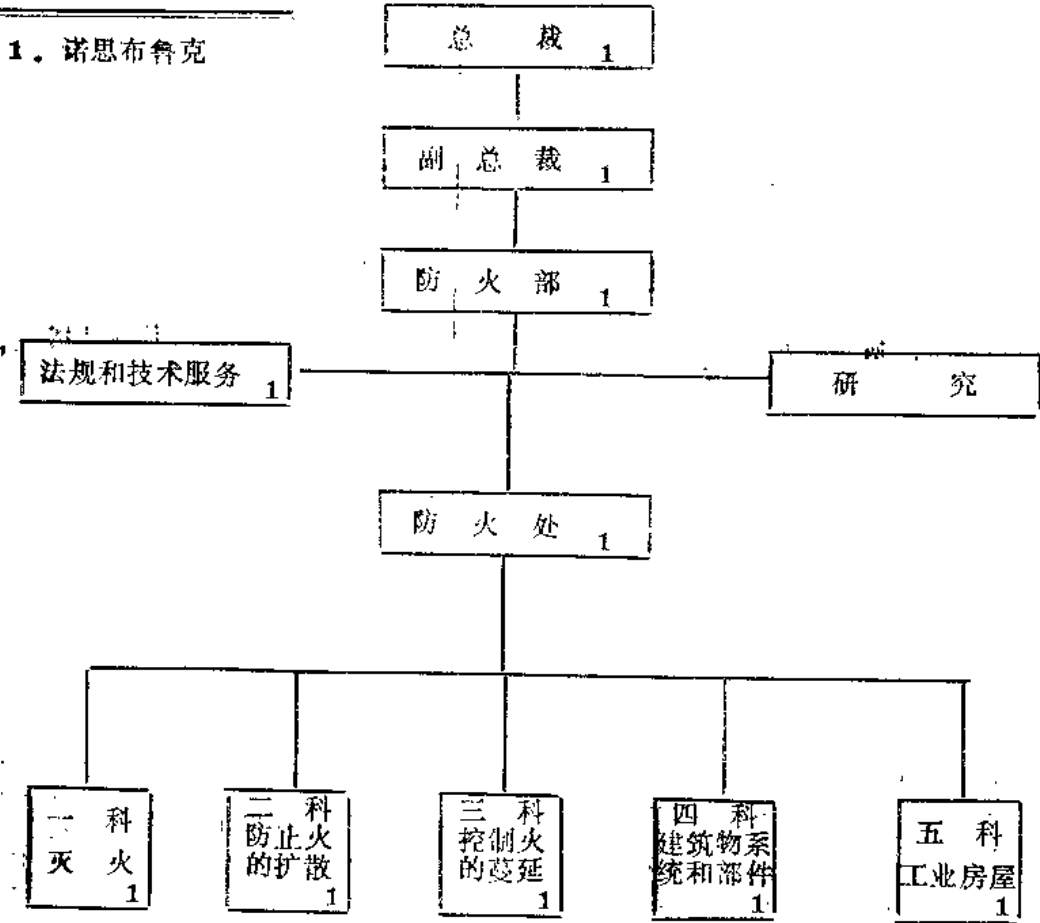 1。诺思布鲁克
总 裁 1
副 总 裁 1
防 火 部 1
法规和技术服务 1
研 究
防 火 处 1
一 科
灭 火
1
二 科
防止火
的扩散
1
三 科
控制火
的蔓延
1
四 科
建筑物系
统和部件
1
五 科
工业房屋
1